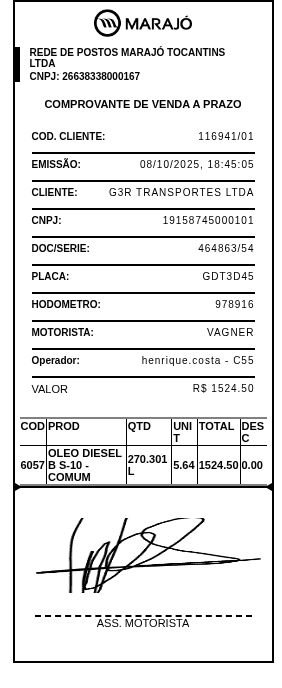 MARAJÓ
REDE DE POSTOS MARAJÓ TOCANTINS
LTDA
CNPJ: 26638338000167
COMPROVANTE DE VENDA A PRAZO
COD. CLIENTE: 116941/01
EMISSÃO: 08/10/2025, 18:45:05
CLIENTE: G3R TRANSPORTES LTDA
CNPJ: 19158745000101
DOC/SERIE: 464863/54
PLACA: GDT3D45
HODOMETRO: 978916
MOTORISTA: VAGNER
Operador: henrique.costa - C55
VALOR R$ 1524.50
COD PROD QTD UNI TOTAL DES
T C
OLEO DIESEL
6057 B S-10 - 270.301 5.64 1524.50 0.00
COMUM L
ASS. MOTORISTA